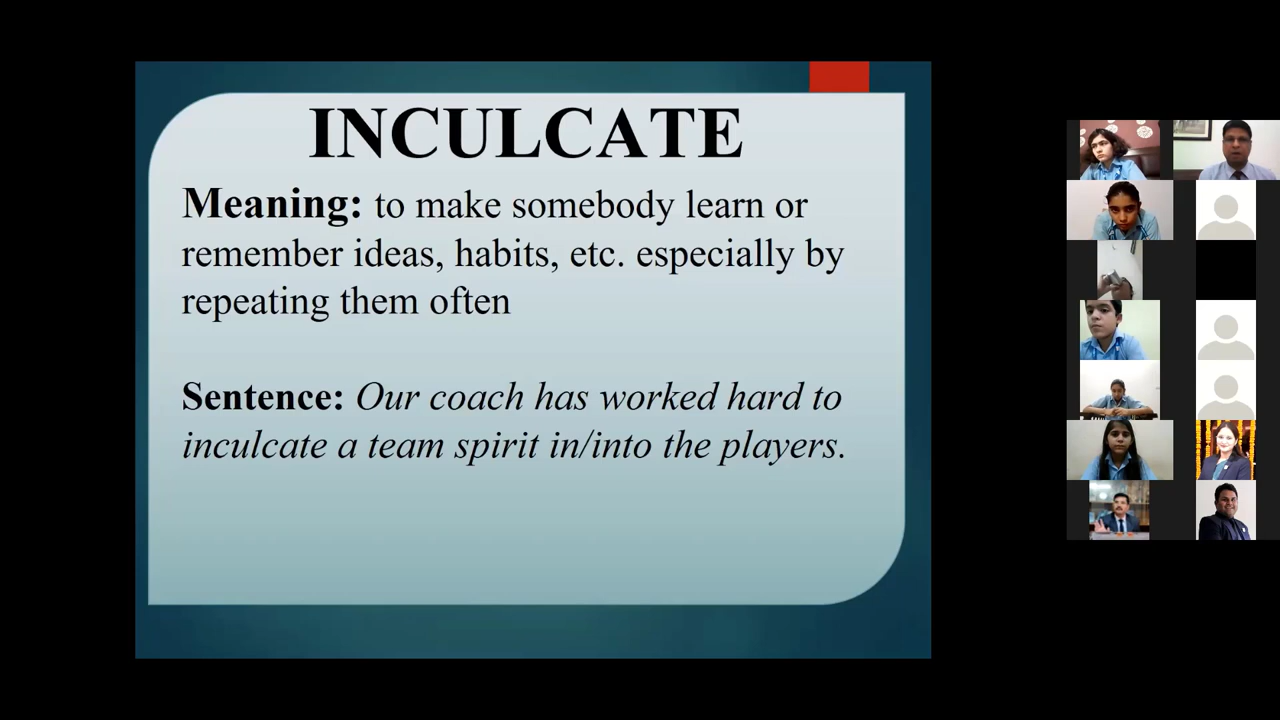 INCULCATE
Meaning: to make somebody learn or
remember ideas, habits, etc. especially by
repeating them often
Sentence: Our coach has worked hard to
inculcate a team spirit in/into the players.